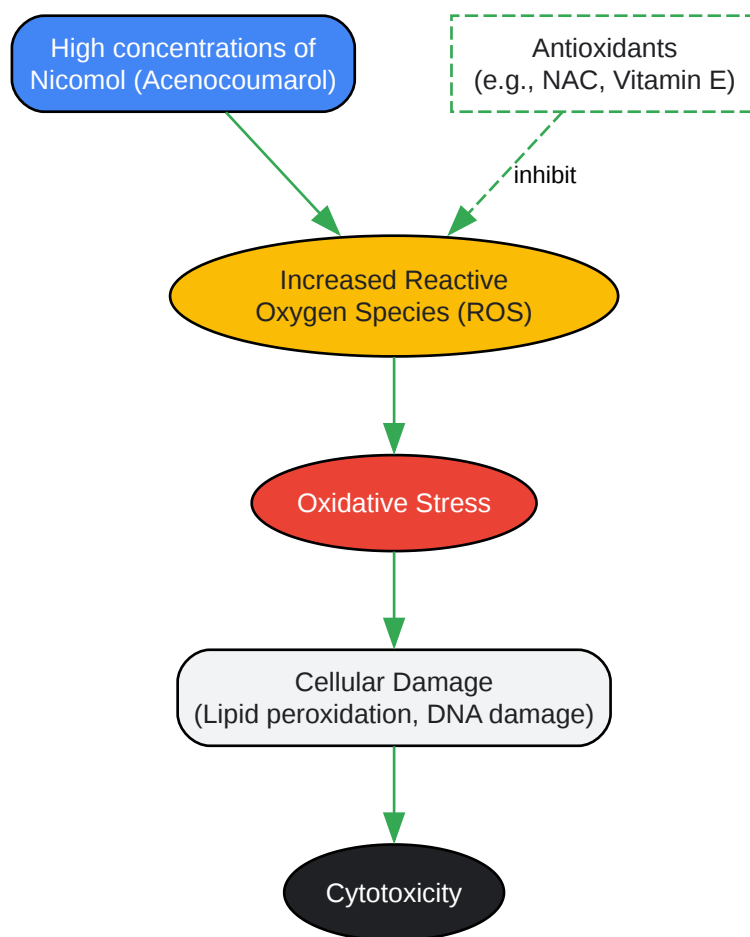 High concentrations of
Nicomol (Acenocoumarol)
Antioxidants
(e.g., NAC, Vitamin E)
inhibit
Increased Reactive
Oxygen Species (ROS)
Oxidative Stress
Cellular Damage
(Lipid peroxidation, DNA damage)
Cytotoxicity